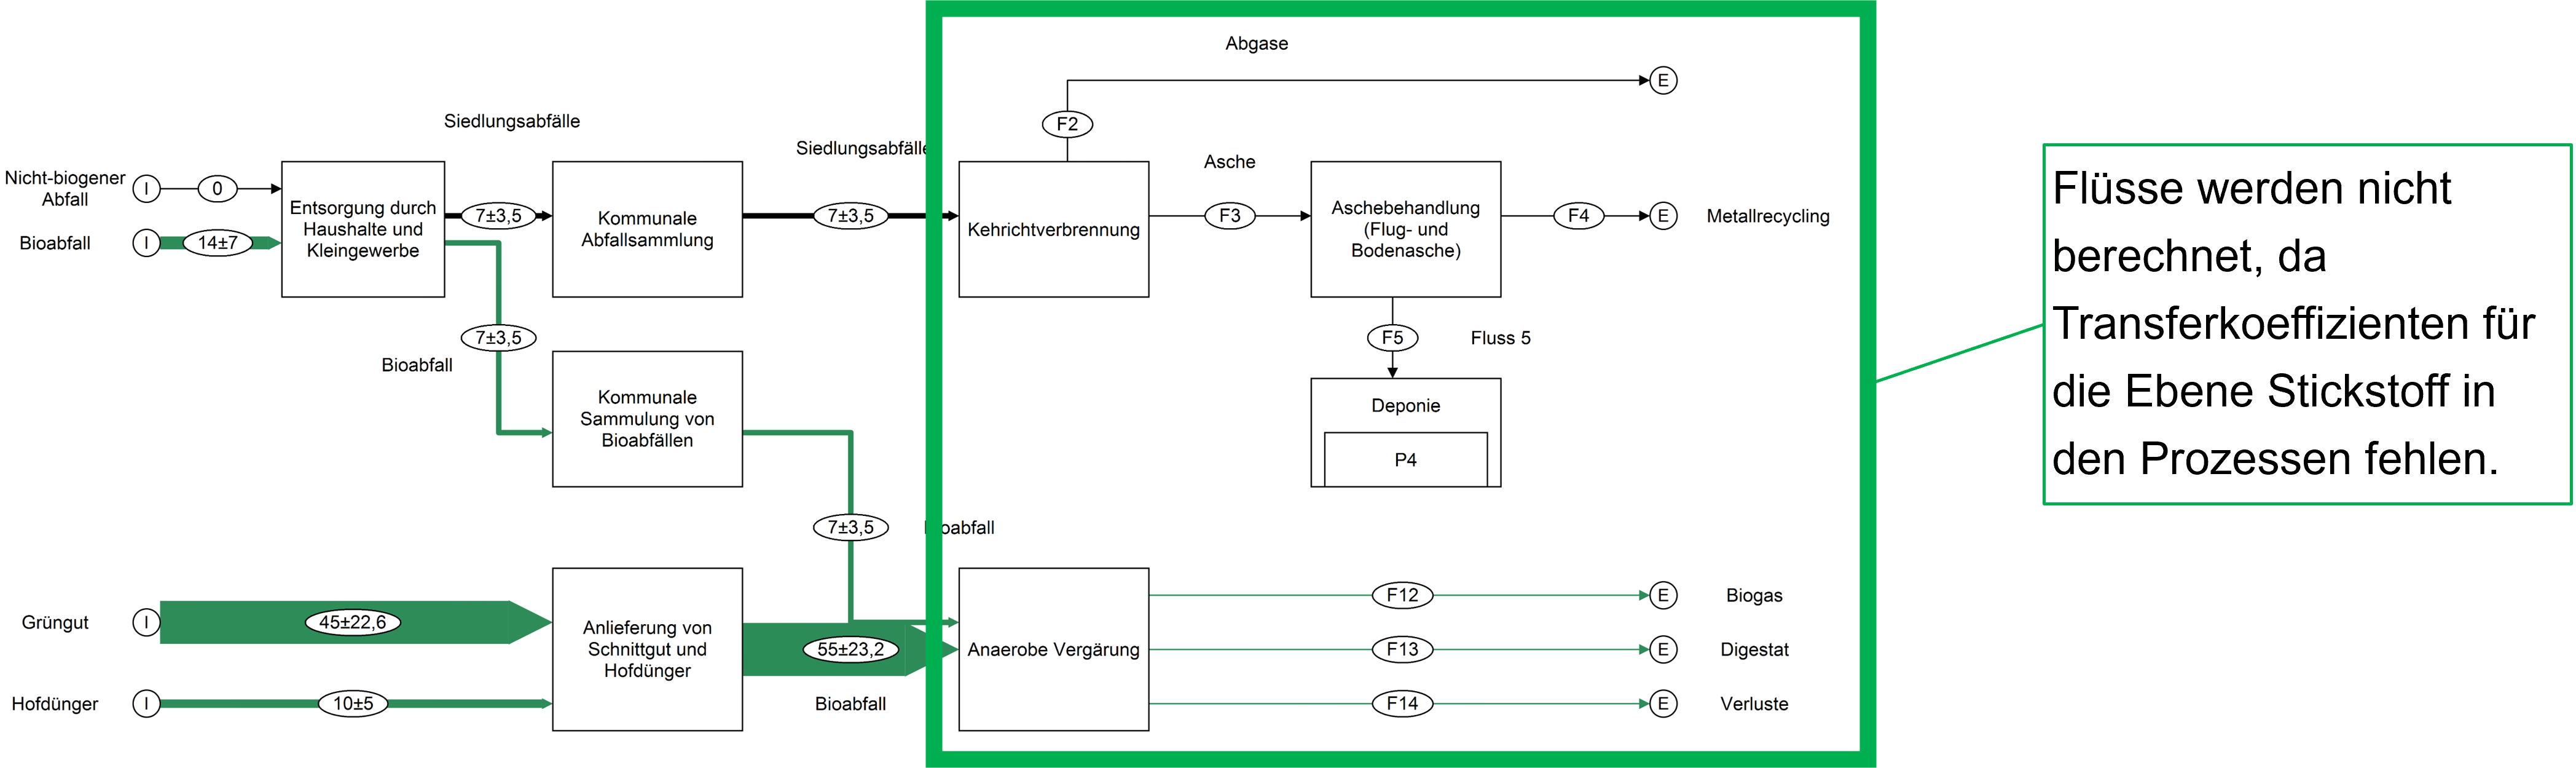 Abgase
E
F2
Siedlungsabfälle
Siedlungsabfälle
Asche
Nicht-biogener
Abfall
I
0
Entsorgung durch
Haushalte und
Kleingewerbe
7±3,5
Kommunale
Abfallsammlung
7±3,5
Kehrichtverbrennung
F3
Aschebehandlung
(Flug- und
Bodenasche)
F4
E
Metallrecycling
Bioabfall
I
14±7
7±3,5
Bioabfall
F5
Fluss 5
Kommunale
Sammulung von
Bioabfällen
Deponie
P4
7±3,5
Bioabfall
Grüngut
I
45±22,6
Anlieferung von
Schnittgut und
Hofdünger
55±23,2
Bioabfall
Anaerobe Vergärung
F12
E
Biogas
F13
E
Digestat
Hofdünger
I
10±5
F14
E
Verluste
Flüsse werden nicht
berechnet, da
Transferkoeffizienten für
die Ebene Stickstoff in
den Prozessen fehlen.